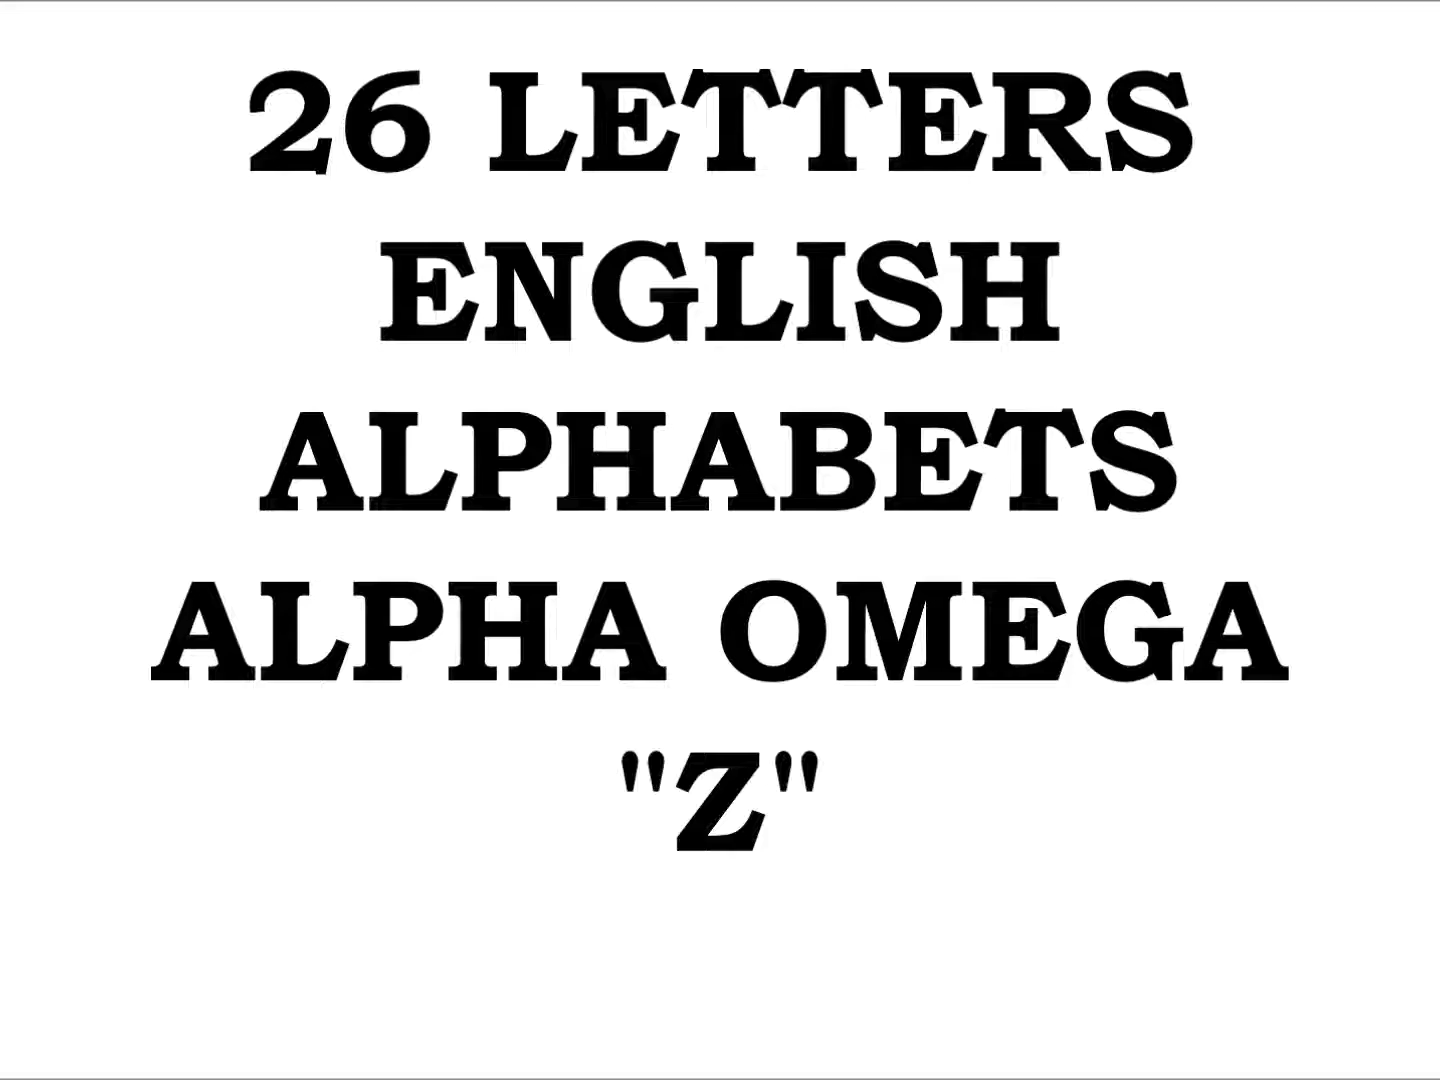 26 LETTERS
ENGLISH
ALPHABETS
ALPHA OMEGA
"Z"